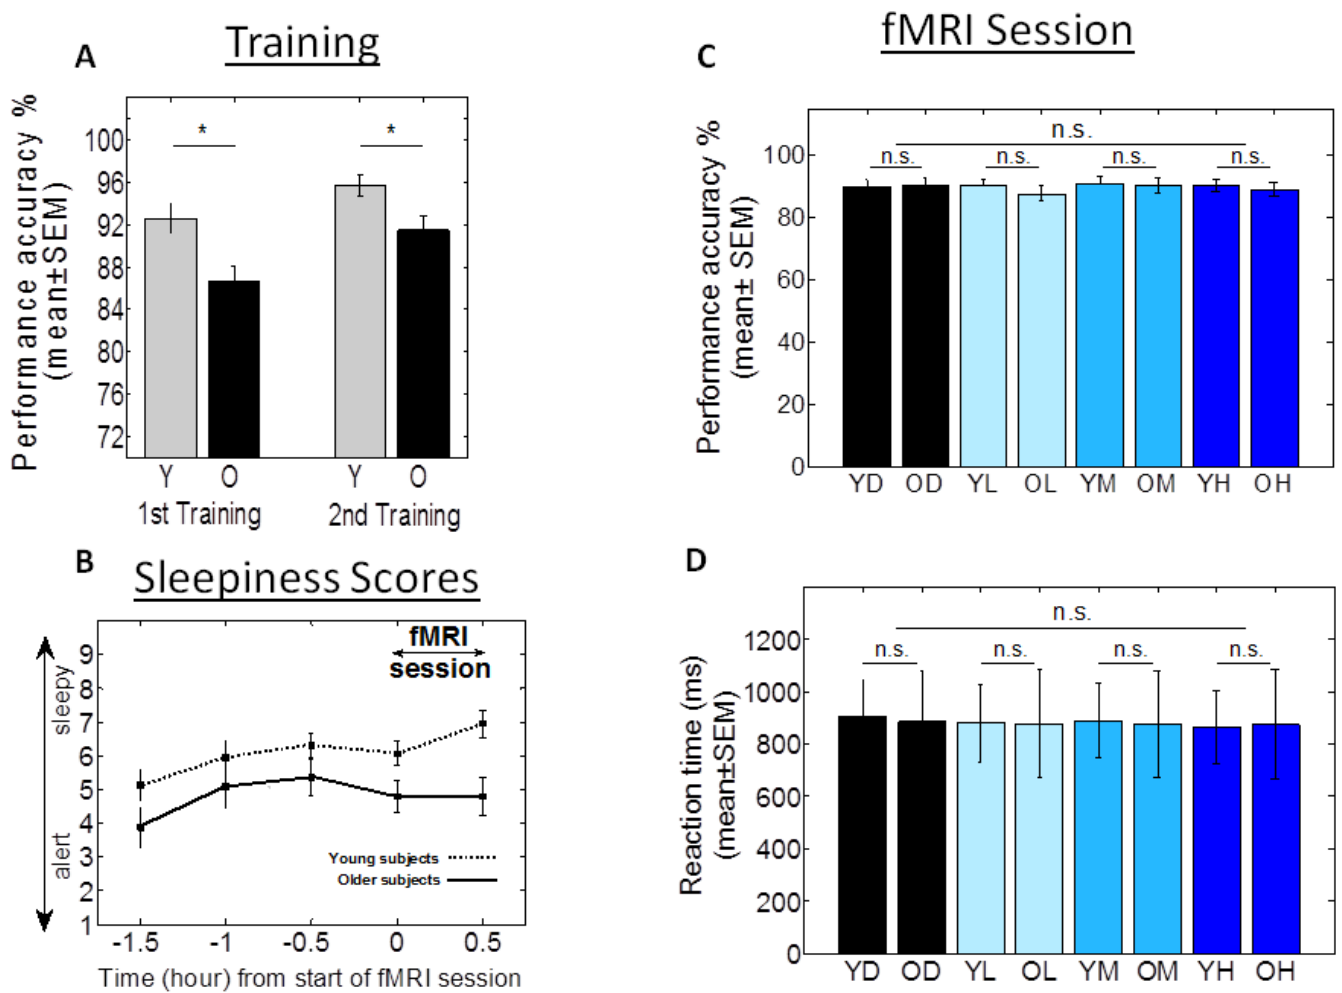 Training
A
Performance accuracy %
(mean±SEM)
100
96
92
88
84
80
76
72
*
*
Y O Y O
1st Training 2nd Training
B
Sleepiness Scores
sleepy
alert
9
8
7
6
5
4
3
2
1
fMRI
session
Young subjects
Older subjects
-1.5 -1 -0.5 0 0.5
Time (hour) from start of fMRI session
fMRI Session
C
Performance accuracy %
(mean± SEM)
100
80
60
40
20
0
n.s.
n.s. n.s. n.s. n.s.
YD OD YL OL YM OM YH OH
D
Reaction time (ms)
(mean±SEM)
1200
1000
800
600
400
200
0
n.s.
n.s. n.s. n.s. n.s.
YD OD YL OL YM OM YH OH